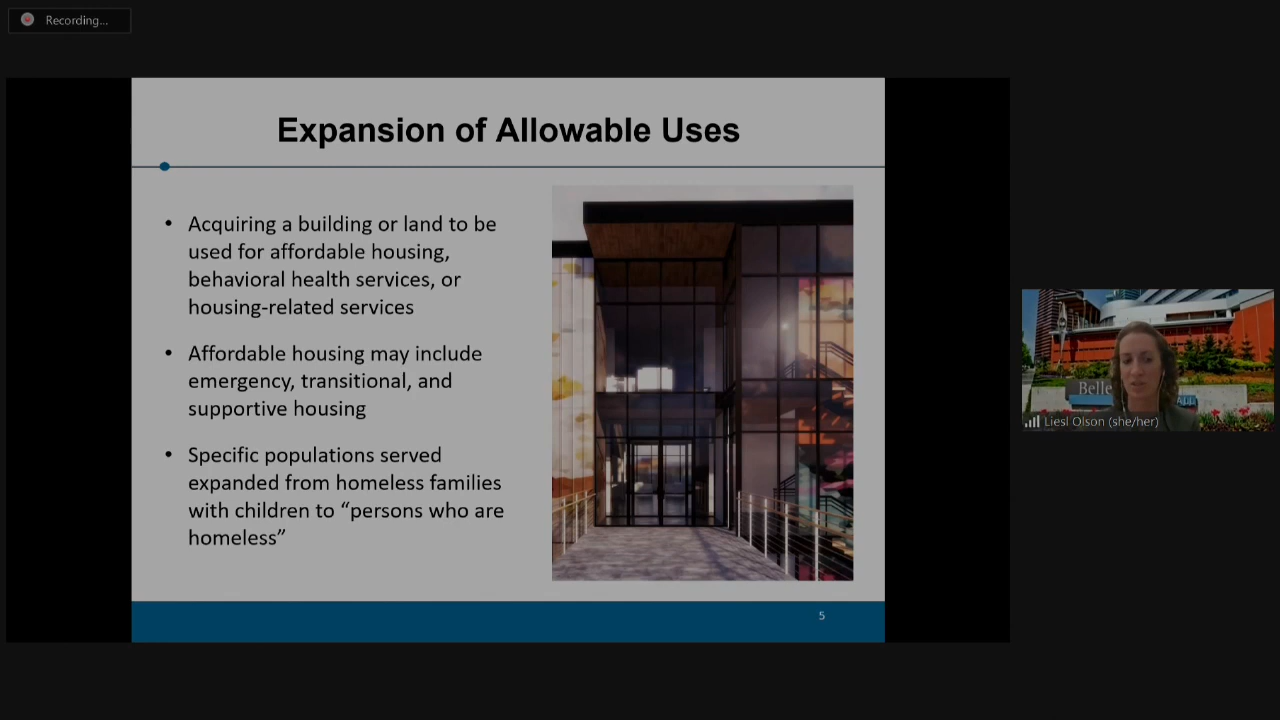 Recording...
Expansion of Allowable Uses
• Acquiring a building or land to be
used for affordable housing,
behavioral health services, or
housing-related services
• Affordable housing may include
emergency, transitional, and
supportive housing
• Specific populations served
expanded from homeless families
with children to “persons who are
homeless”
5
Belle
Liesl Olson (she/her)